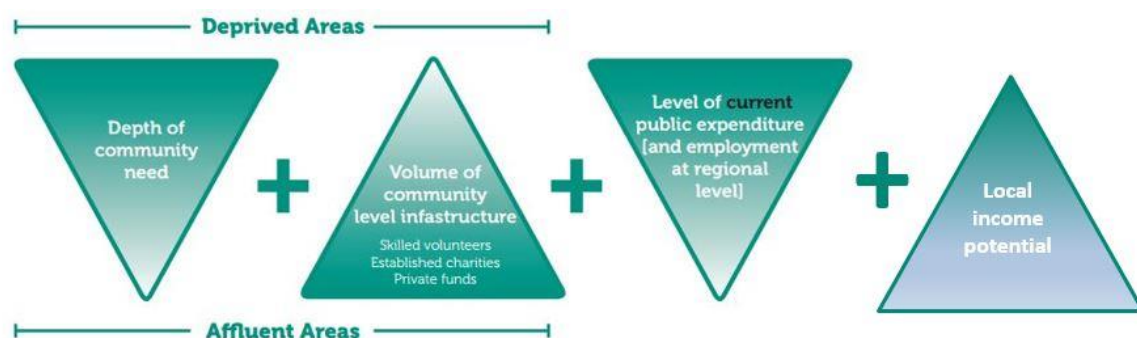 Deprived Areas
Depth of
community
need
+
Volume of
community
level infastructure
Skilled volunteers
Established charities
Private funds
+
Level of current
public expenditure
[and employment
at regional
level]
+
Local
income
potential
Affluent Areas